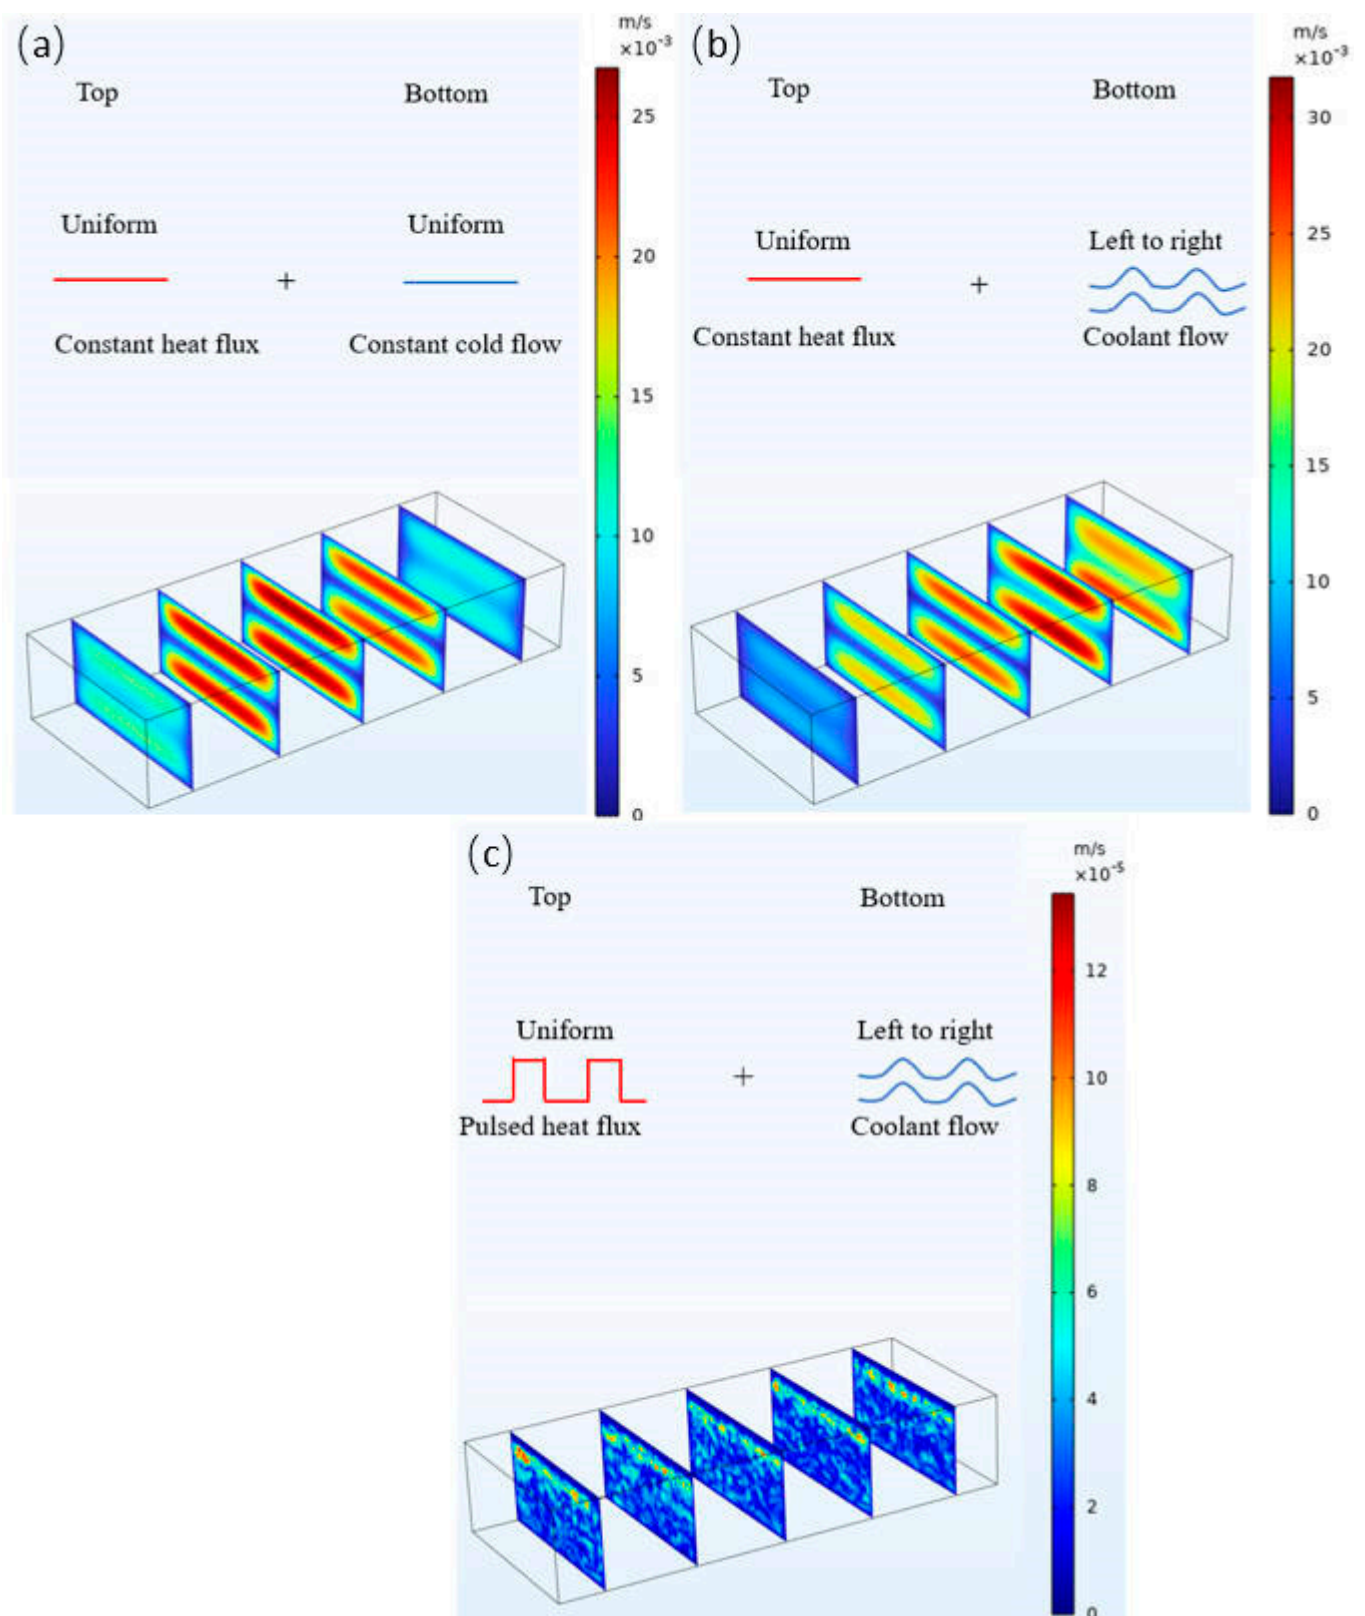 (a)
Top Bottom
Uniform Uniform
+
Constant heat flux Constant cold flow
m/s
×10⁻³
25
20
15
10
5
0
(b)
Top Bottom
Uniform Left to right
+
Constant heat flux Coolant flow
m/s
×10⁻³
30
25
20
15
10
5
0
(c)
Top Bottom
Uniform Left to right
+
Pulsed heat flux Coolant flow
m/s
×10⁻⁵
12
10
8
6
4
2
0